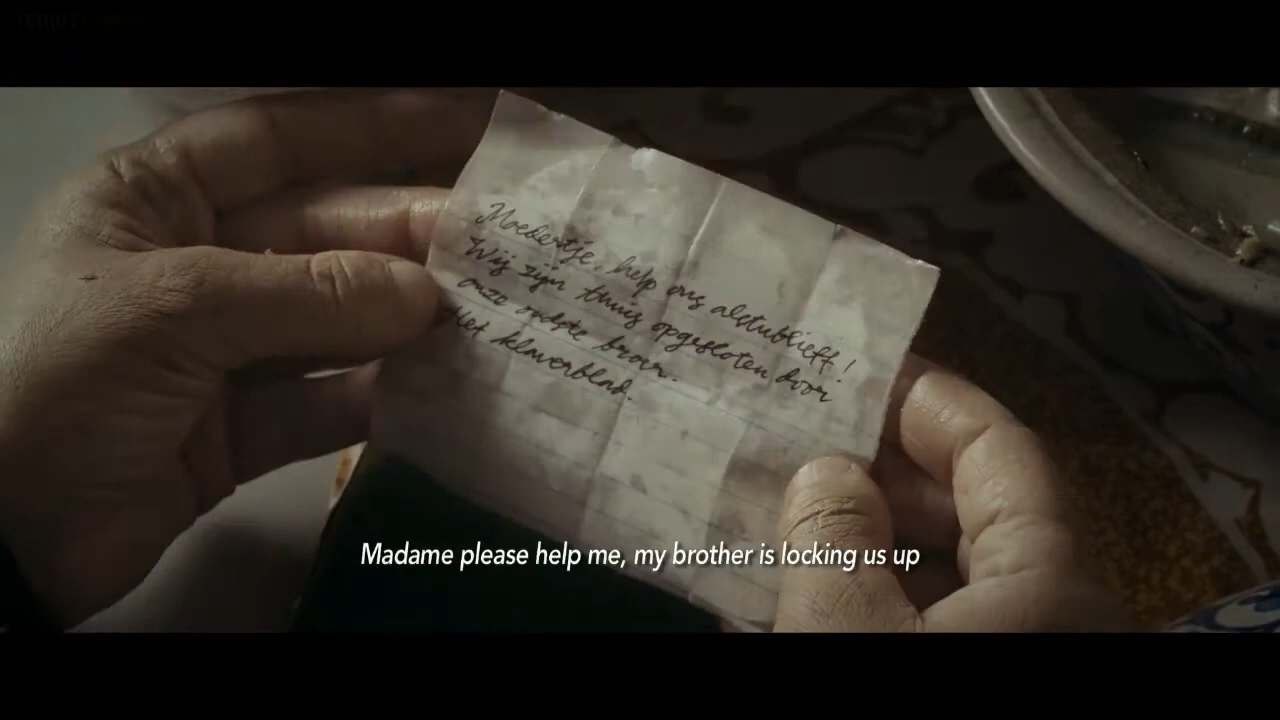 Moedertje, help ons alstublieft!
Wij zijn thuis opgesloten door
onze oudste broer.
Het klaverblad.
Madame please help me, my brother is locking us up